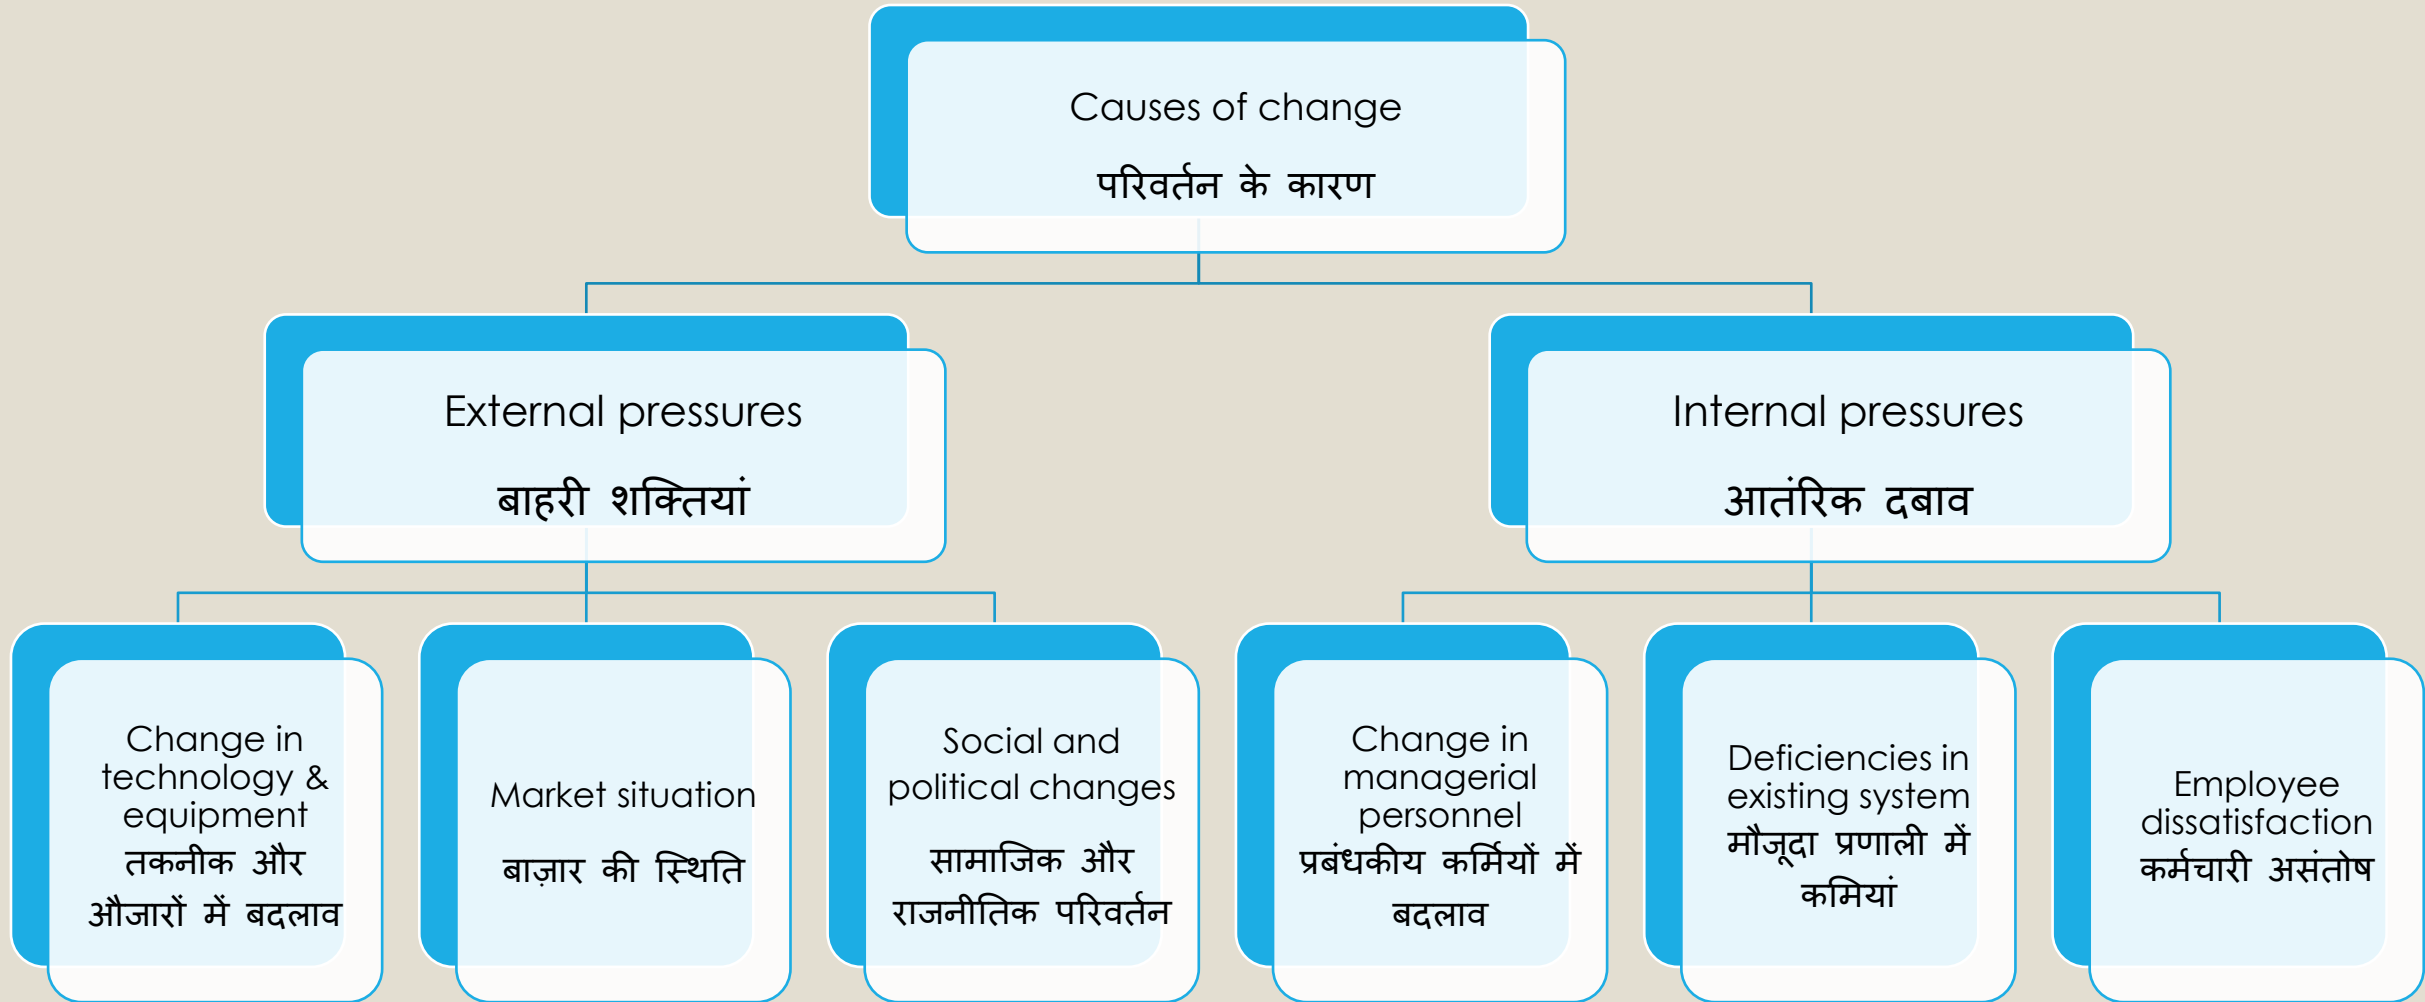 Causes of change
परिवर्तन के कारण
External pressures
बाहरी शक्तियां
Internal pressures
आतंरिक दबाव
Change in
technology &
equipment
तकनीक और
औजारों में बदलाव
Market situation
बाज़ार की स्थिति
Social and
political changes
सामाजिक और
राजनीतिक परिवर्तन
Change in
managerial
personnel
प्रबंधकीय कर्मियों में
बदलाव
Deficiencies in
existing system
मौजूदा प्रणाली में
कमियां
Employee
dissatisfaction
कर्मचारी असंतोष